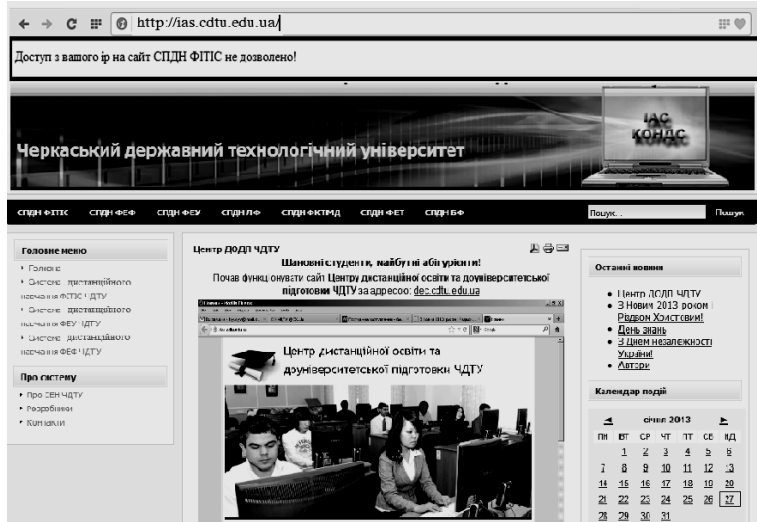 http://ias.cdtu.edu.ua/
Доступ з вашого ip на сайт СПДН ФІТІС не дозволено!
ІАС
КОНДС
Черкаський державний технологічний університет
СПДН ФІТІС СПДН ФЕФ СПДН ФЕУ СПДН ЛФ СПДН ФКТМД СПДН ФЕТ СПДН БФ
Пошук... Пошук
Головне меню
Головна
Система дистанційного
навчання ФІТІС ЧДТУ
Система дистанційного
навчання ФЕУ ЧДТУ
Система дистанційного
навчання ФЕФ ЧДТУ
Про систему
Про СЕН ЧДТУ
Розробники
Контакти
Центр ДОДП ЧДТУ
Шановні студенти, майбутні абітурієнти!
Почав функціонувати сайт Центру дистанційної освіти та доуніверситетської
підготовки ЧДТУ за адресою: dec.cdtu.edu.ua
Центр дистанційної освіти та
доуніверситетської підготовки ЧДТУ
Останні новини
Центр ДОДП ЧДТУ
З Новим 2013 роком і
Різдвом Христовим!
День знань
З Днем незалежності
України!
Автори
Календар подій
січня 2013
ПН ВТ СР ЧТ ПТ СБ НД
1 2 3 4 5 6
7 8 9 10 11 12 13
14 15 16 17 18 19 20
21 22 23 24 25 26 27
28 29 30 31